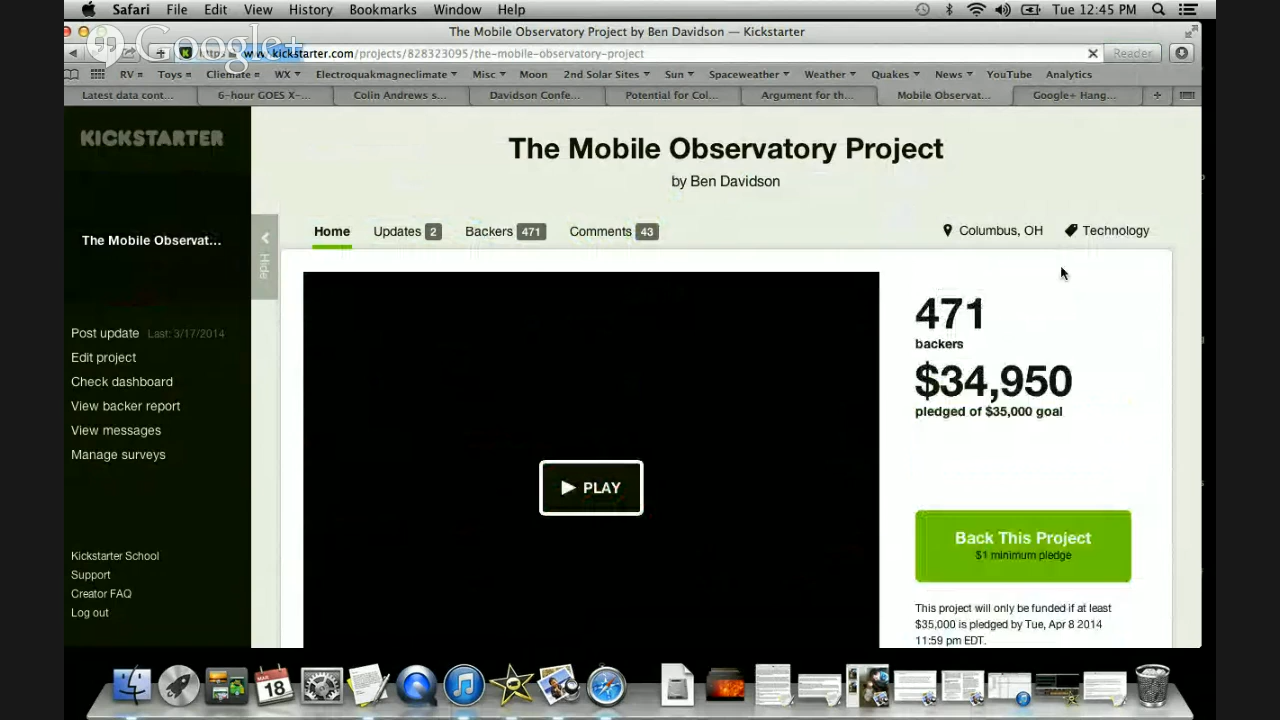 Safari File Edit View History Bookmarks Window Help Tue 12:45 PM
The Mobile Observatory Project by Ben Davidson — Kickstarter
Google+
www.kickstarter.com/projects/828323095/the-mobile-observatory-project Reader
RV Toys Cliemate WX Electroquakmagneclimate Misc Moon 2nd Solar Sites Sun Spaceweather Weather Quakes News YouTube Analytics
Latest data cont... 6-hour GOES X-... Colin Andrews s... Davidson Confe... Potential for Col... Argument for th... Mobile Observat... Google+ Hang...
KICKSTARTER
The Mobile Observatory Project
by Ben Davidson
The Mobile Observat...
Home Updates 2 Backers 471 Comments 43 Columbus, OH Technology
Hide
471
backers
$34,950
pledged of $35,000 goal
Post update Last: 3/17/2014
Edit project
Check dashboard
View backer report
View messages
Manage surveys
PLAY
Back This Project
$1 minimum pledge
Kickstarter School
Support
Creator FAQ
Log out
This project will only be funded if at least
$35,000 is pledged by Tue, Apr 8 2014
11:59 pm EDT.
MAR
18